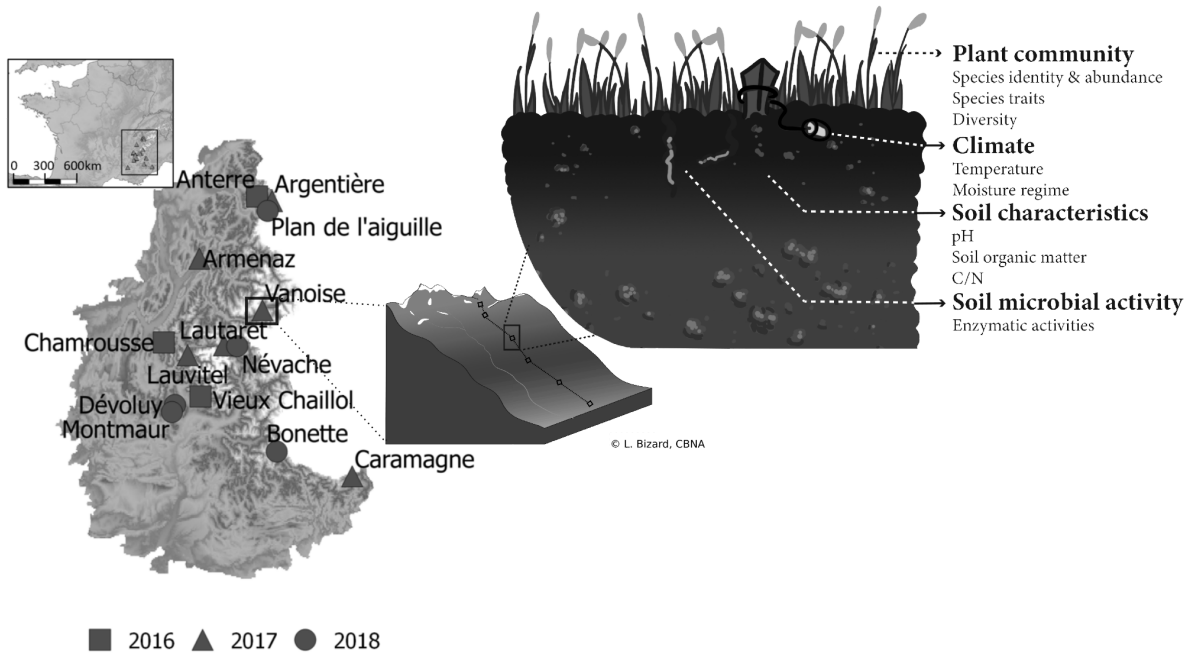 0 300 600km
Anterre
Argentière
Plan de l'aiguille
Armenaz
Vanoise
Lautaret
Chamrousse
Névache
Lauvitel
Dévoluy
Vieux Chaillol
Montmaur
Bonette
Caramagne
2016 2017 2018
© L. Bizard, CBNA
Plant community
Species identity & abundance
Species traits
Diversity
Climate
Temperature
Moisture regime
Soil characteristics
pH
Soil organic matter
C/N
Soil microbial activity
Enzymatic activities